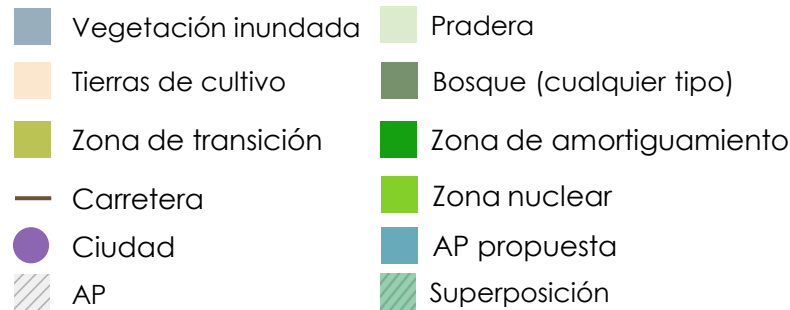 Vegetación inundada
Pradera
Tierras de cultivo
Bosque (cualquier tipo)
Zona de transición
Zona de amortiguamiento
Carretera
Zona nuclear
Ciudad
AP propuesta
AP
Superposición